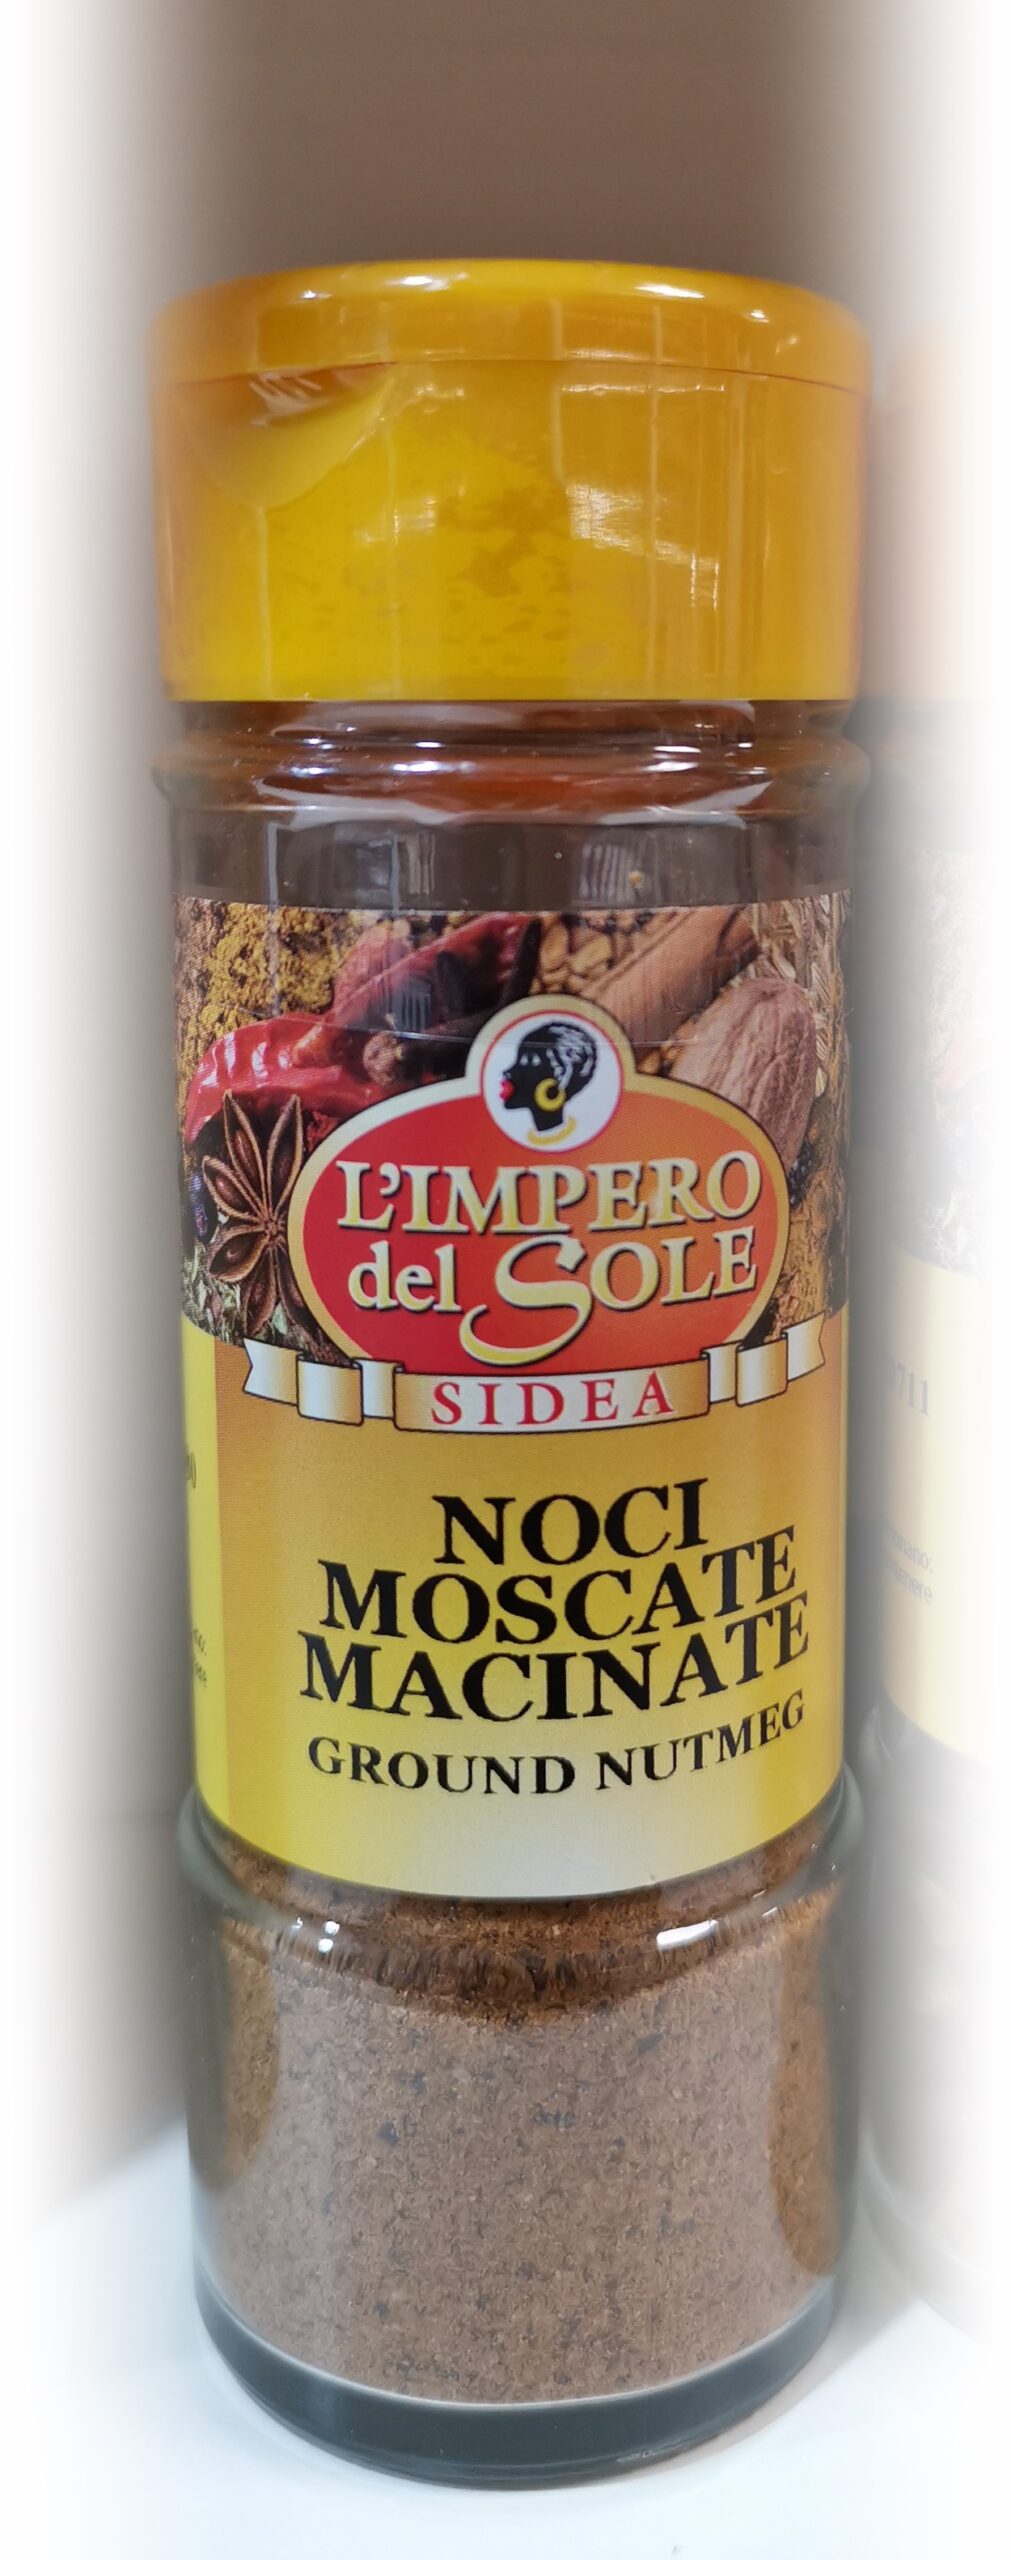 L'IMPERO
del SOLE
SIDEA
NOCI
MOSCATE
MACINATE
GROUND NUTMEG